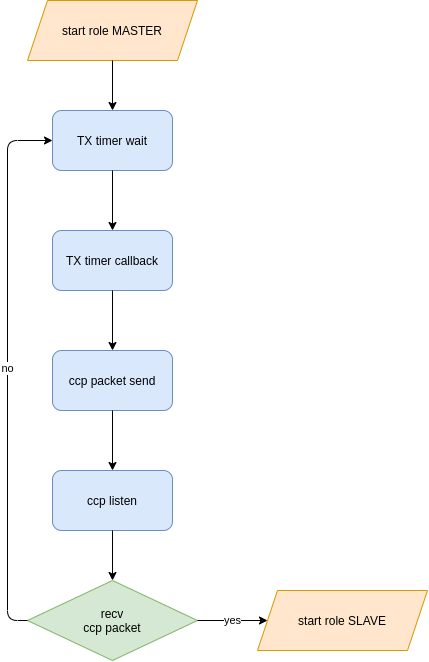 start role MASTER
TX timer wait
TX timer callback
ccp packet send
no
ccp listen
recv
ccp packet
yes
start role SLAVE